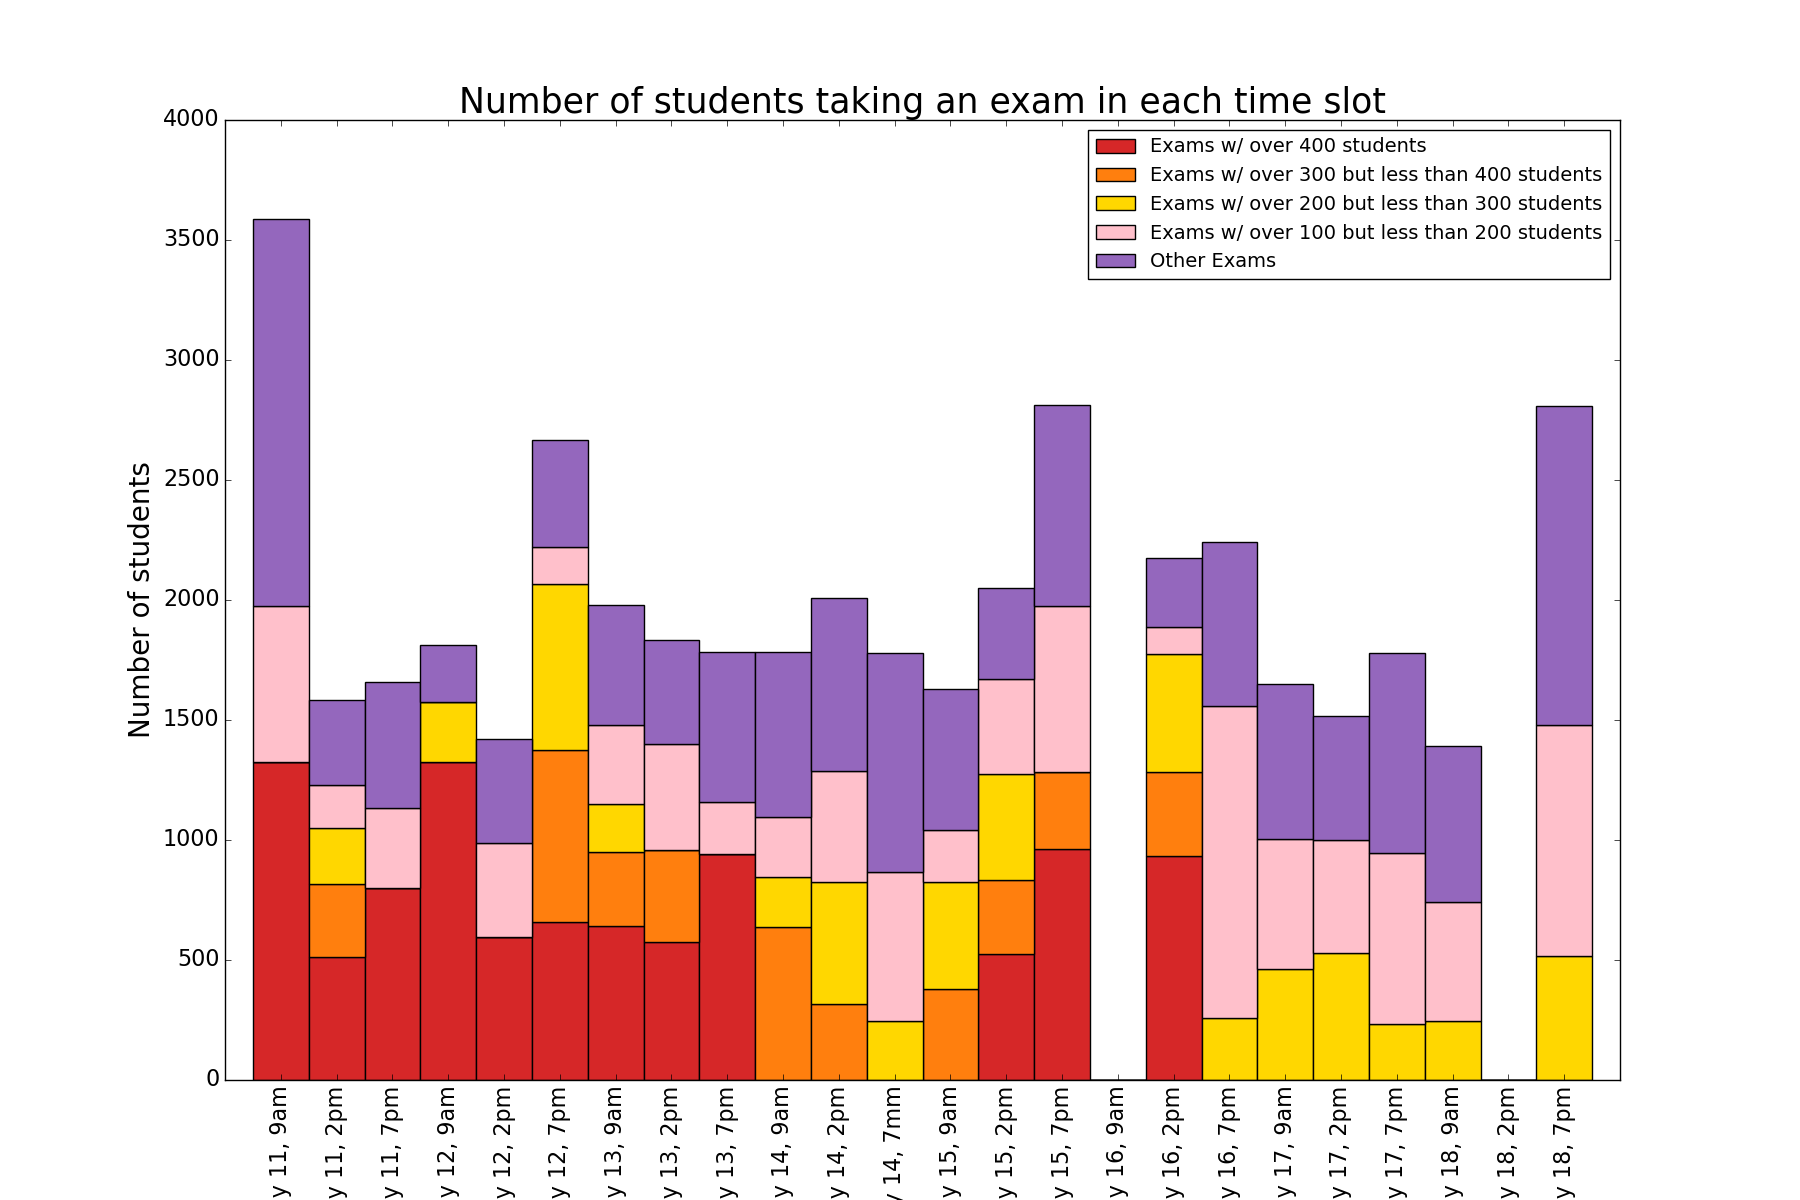 Number of students taking an exam in each time slot
Exams w/ over 400 students
Exams w/ over 300 but less than 400 students
Exams w/ over 200 but less than 300 students
Exams w/ over 100 but less than 200 students
Other Exams
Number of students
4000
3500
3000
2500
2000
1500
1000
500
0
y 11, 9am
y 11, 2pm
y 11, 7pm
y 12, 9am
y 12, 2pm
y 12, 7pm
y 13, 9am
y 13, 2pm
y 13, 7pm
y 14, 9am
y 14, 2pm
y 14, 7mm
y 15, 9am
y 15, 2pm
y 15, 7pm
y 16, 9am
y 16, 2pm
y 16, 7pm
y 17, 9am
y 17, 2pm
y 17, 7pm
y 18, 9am
y 18, 2pm
y 18, 7pm